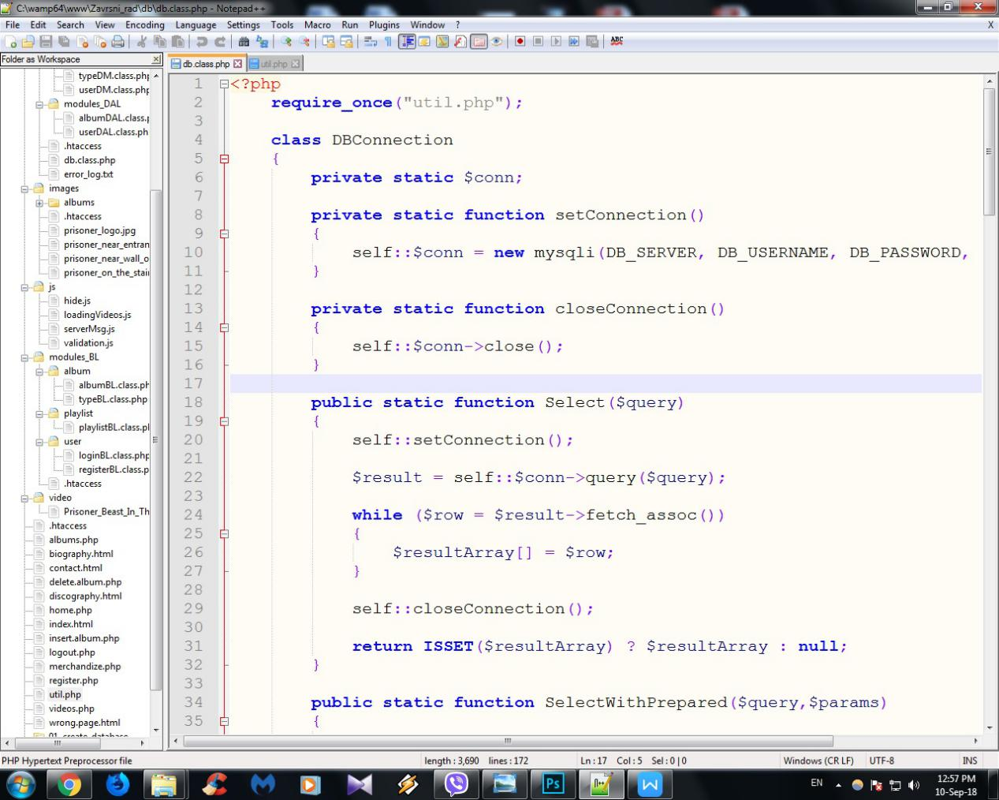 C:\wamp64\www\Zavrsni_rad\db\db.class.php - Notepad++
File Edit Search View Encoding Language Settings Tools Macro Run Plugins Window ? X
ABC
Folder as Workspace
db.class.php util.php
typeDM.class.php
userDM.class.php
modules_DAL
albumDAL.class.
userDAL.class.ph
.htaccess
db.class.php
error_log.txt
images
albums
.htaccess
prisoner_logo.jpg
prisoner_near_entran
prisoner_near_wall_o
prisoner_on_the_stai
js
hide.js
loadingVideos.js
serverMsg.js
validation.js
modules_BL
album
albumBL.class.ph
typeBL.class.php
playlist
playlistBL.class.pl
user
loginBL.class.php
registerBL.class.p
.htaccess
video
Prisoner_Beast_In_Th
.htaccess
albums.php
biography.html
contact.html
delete.album.php
discography.html
home.php
index.html
insert.album.php
logout.php
merchandize.php
register.php
util.php
videos.php
wrong.page.html
01_create_database
1 <?php
2 require_once("util.php");
3
4 class DBConnection
5 {
6 private static $conn;
7
8 private static function setConnection()
9 {
10 self::$conn = new mysqli(DB_SERVER, DB_USERNAME, DB_PASSWORD,
11 }
12
13 private static function closeConnection()
14 {
15 self::$conn->close();
16 }
17
18 public static function Select($query)
19 {
20 self::setConnection();
21
22 $result = self::$conn->query($query);
23
24 while ($row = $result->fetch_assoc())
25 {
26 $resultArray[] = $row;
27 }
28
29 self::closeConnection();
30
31 return ISSET($resultArray) ? $resultArray : null;
32 }
33
34 public static function SelectWithPrepared($query,$params)
35 {
PHP Hypertext Preprocessor file length : 3,690 lines : 172 Ln : 17 Col : 5 Sel : 0 | 0 Windows (CR LF) UTF-8 INS
Ps
N++
W
EN
12:57 PM
10-Sep-18